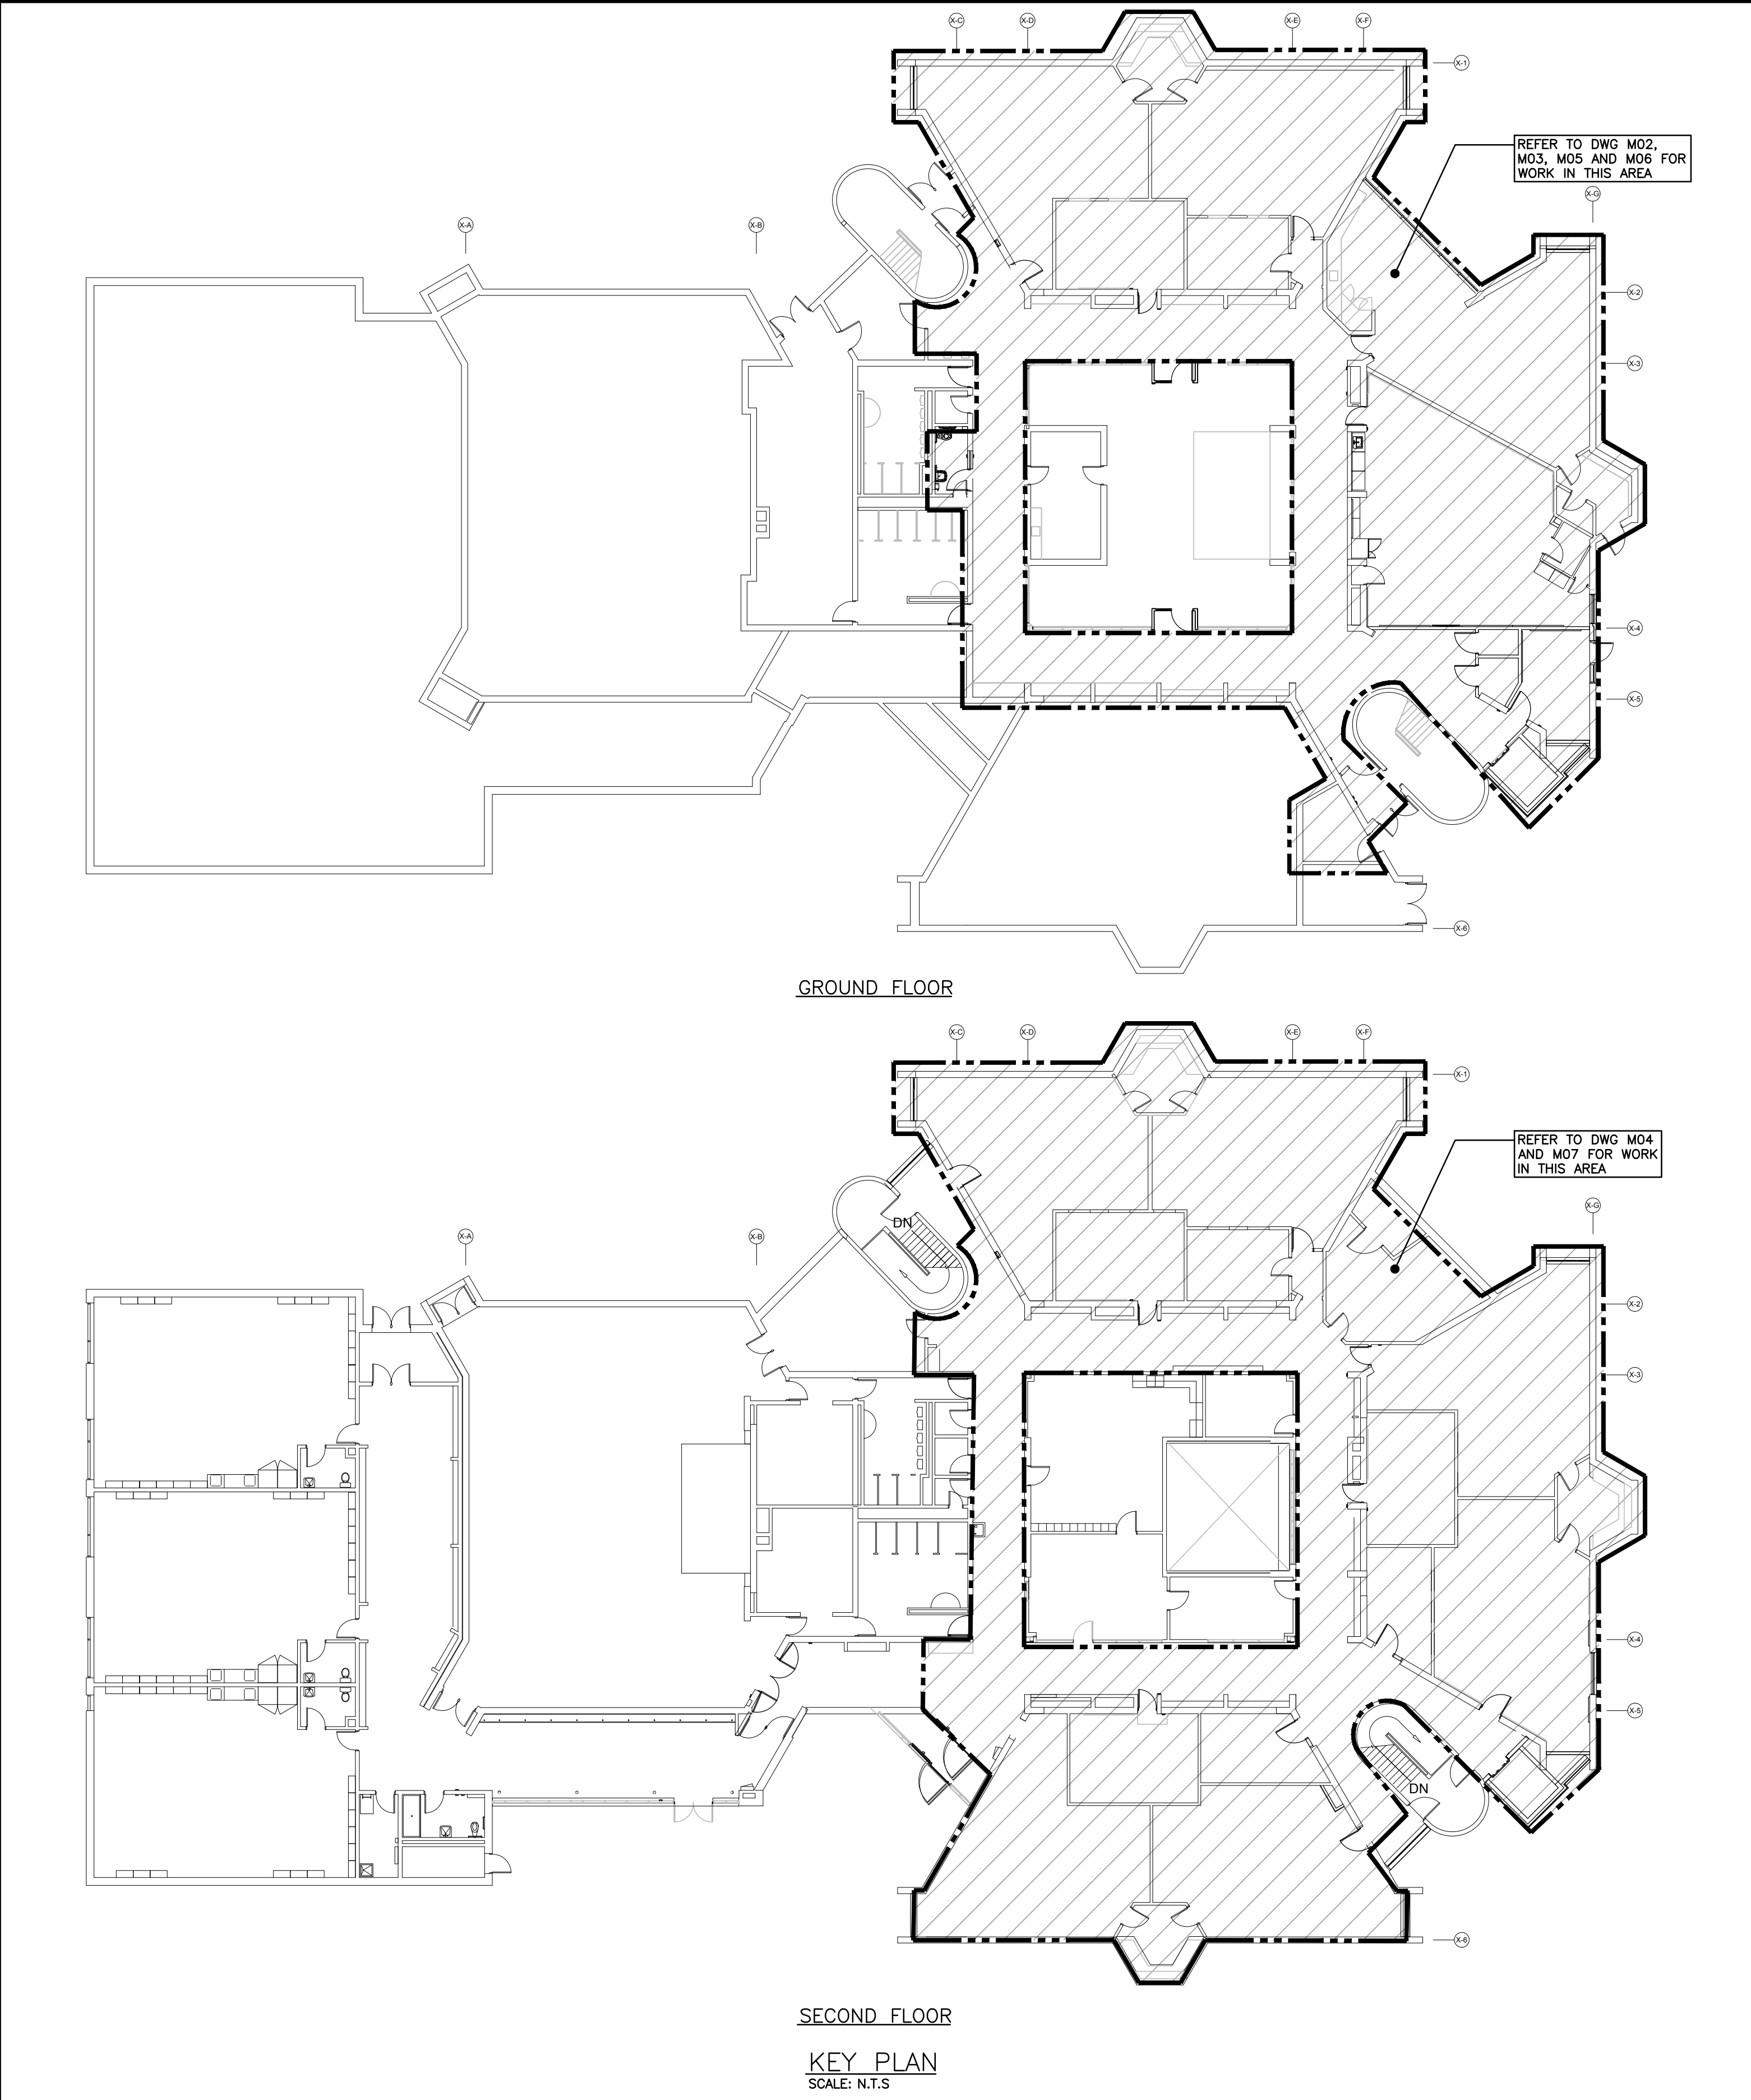 X-C
X-D
X-E
X-F
X-1
REFER TO DWG M02,
M03, M05 AND M06 FOR
WORK IN THIS AREA
X-G
X-A
X-B
X-2
X-3
X-4
X-5
X-6
GROUND FLOOR
X-C
X-D
X-E
X-F
X-1
REFER TO DWG M04
AND M07 FOR WORK
IN THIS AREA
X-G
DN
X-A
X-B
X-2
X-3
X-4
X-5
DN
X-6
SECOND FLOOR
KEY PLAN
SCALE: N.T.S